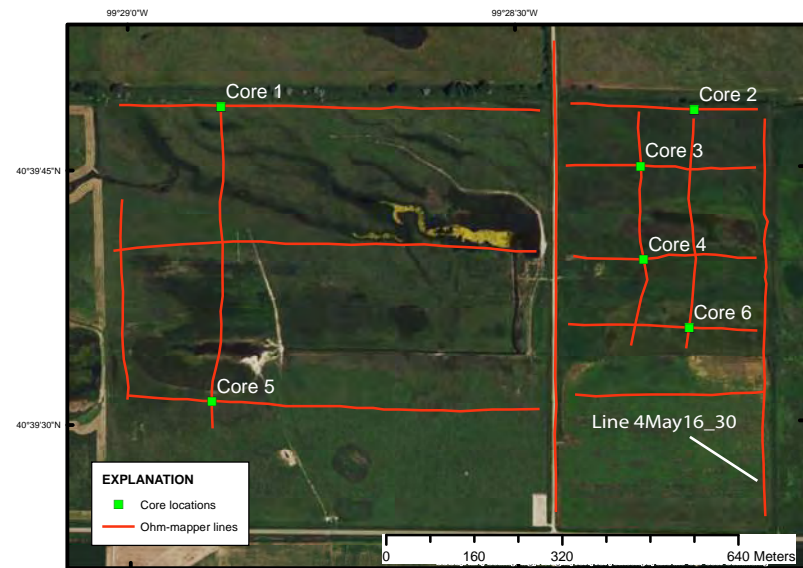 99°29'0"W
99°28'30"W
Core 1
Core 2
Core 3
40°39'45"N
Core 4
Core 6
Core 5
Line 4May16_30
40°39'30"N
EXPLANATION
Core locations
Ohm-mapper lines
0 160 320 640 Meters